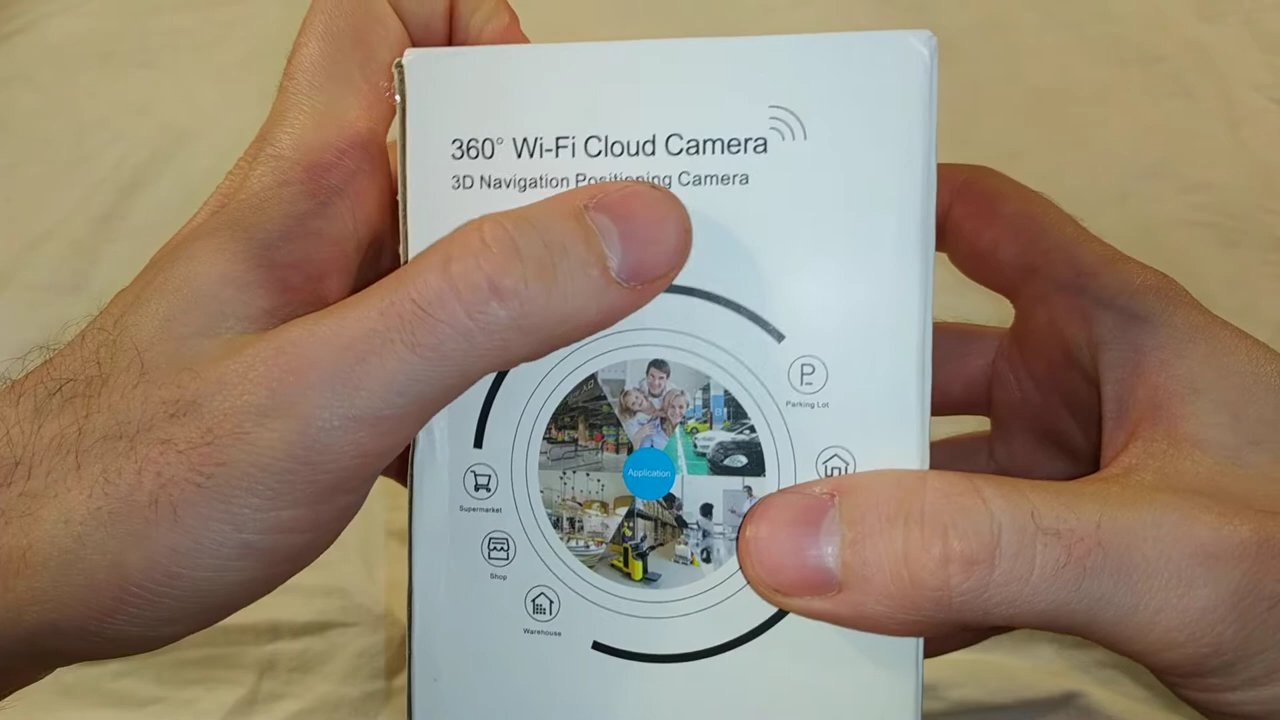 360° Wi-Fi Cloud Camera
3D Navigation Positioning Camera
P
Parking Lot
Application
Supermarket
Shop
Warehouse